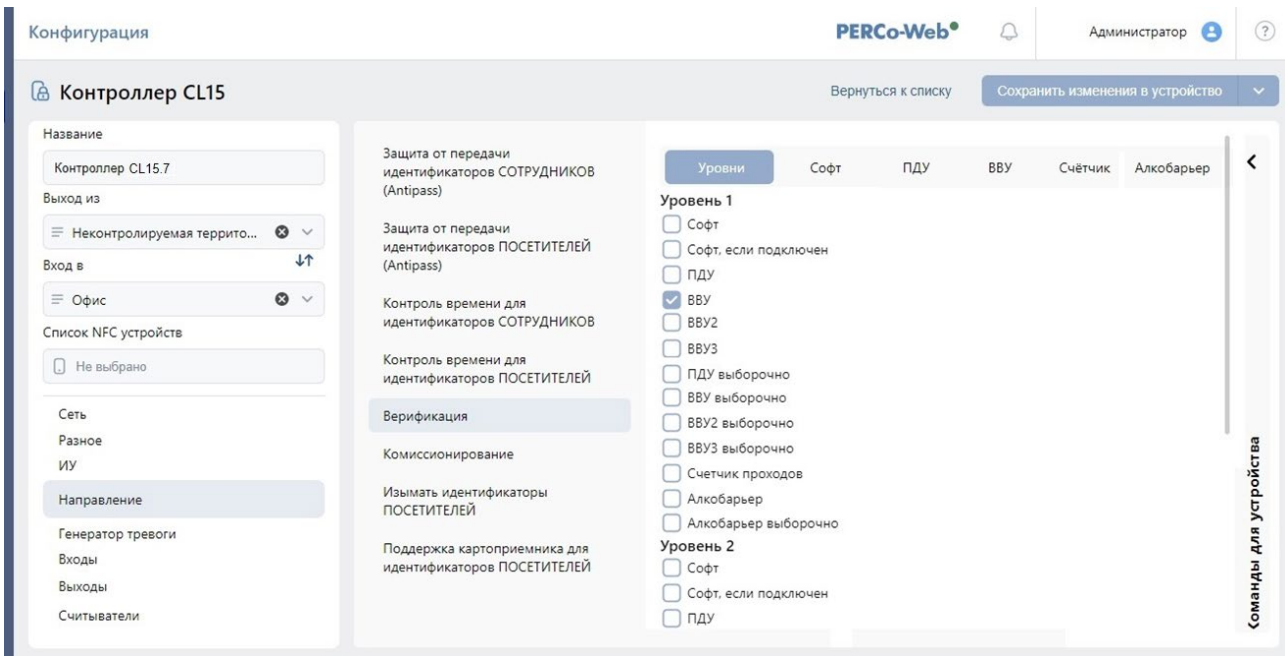 Конфигурация
PERCo-Web
Администратор
?
Контроллер CL15
Вернуться к списку
Сохранить изменения в устройство
Название
Контроллер CL15.7
Выход из
Неконтролируемая террито...
Вход в
Офис
Список NFC устройств
Не выбрано
Сеть
Разное
ИУ
Направление
Генератор тревоги
Входы
Выходы
Считыватели
Защита от передачи
идентификаторов СОТРУДНИКОВ
(Antipass)
Защита от передачи
идентификаторов ПОСЕТИТЕЛЕЙ
(Antipass)
Контроль времени для
идентификаторов СОТРУДНИКОВ
Контроль времени для
идентификаторов ПОСЕТИТЕЛЕЙ
Верификация
Комиссионирование
Изымать идентификаторы
ПОСЕТИТЕЛЕЙ
Поддержка картоприемника для
идентификаторов ПОСЕТИТЕЛЕЙ
Уровни
Софт
ПДУ
ВВУ
Счётчик
Алкобарьер
Уровень 1
Софт
Софт, если подключен
ПДУ
ВВУ
ВВУ2
ВВУ3
ПДУ выборочно
ВВУ выборочно
ВВУ2 выборочно
ВВУ3 выборочно
Счетчик проходов
Алкобарьер
Алкобарьер выборочно
Уровень 2
Софт
Софт, если подключен
ПДУ
Команды для устройства